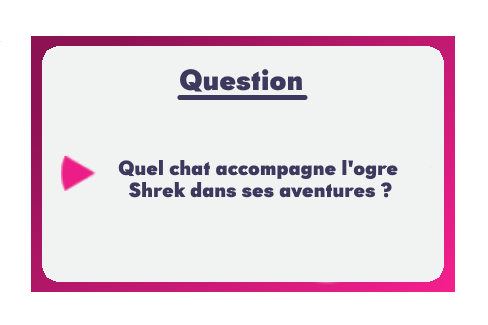 Question
Quel chat accompagne l'ogre
Shrek dans ses aventures ?